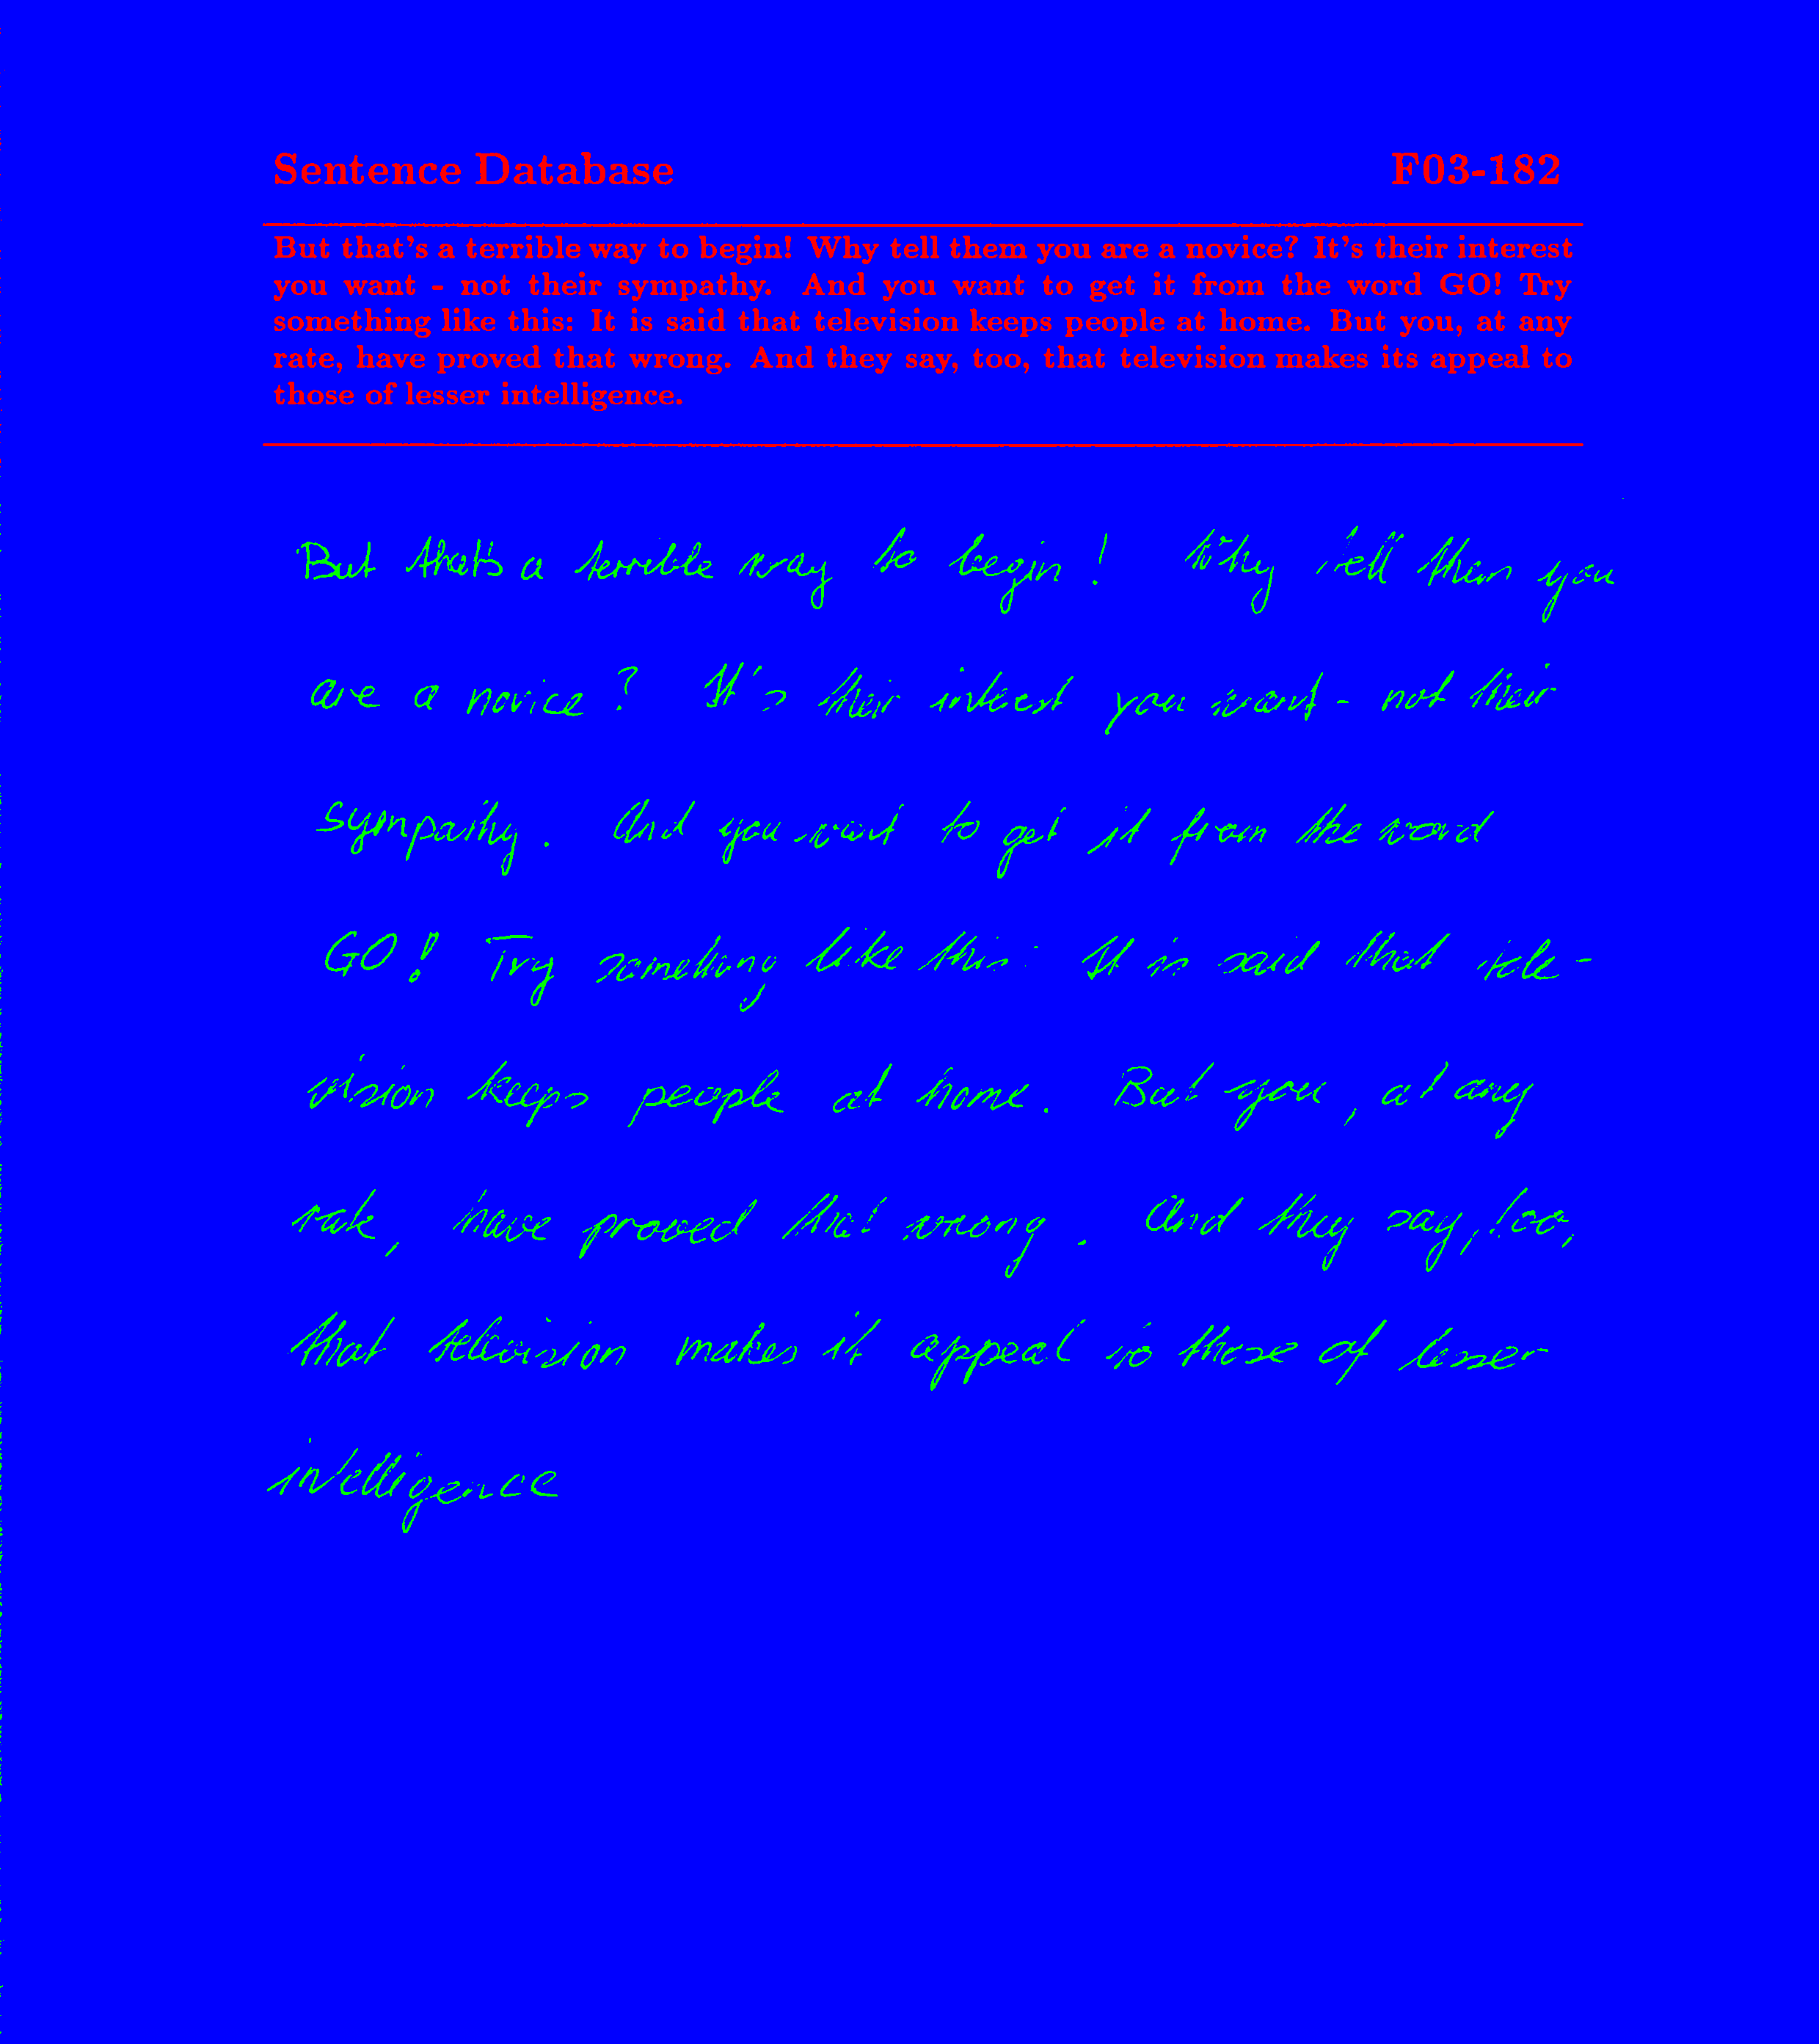 Sentence Database F03-182
But that's a terrible way to begin! Why tell them you are a novice? It's their interest
you want - not their sympathy. And you want to get it from the word GO! Try
something like this: It is said that television keeps people at home. But you, at any
rate, have proved that wrong. And they say, too, that television makes its appeal to
those of lesser intelligence.
But that's a terrible way to begin! Why tell them you
are a novice? It's their interest you want - not their
sympathy. And you want to get it from the word
GO! Try something like this: It is said that tele-
vision keeps people at home. But you, at any
rate, have proved that wrong. And they say, too,
that television makes it appeal to those of lesser
intelligence